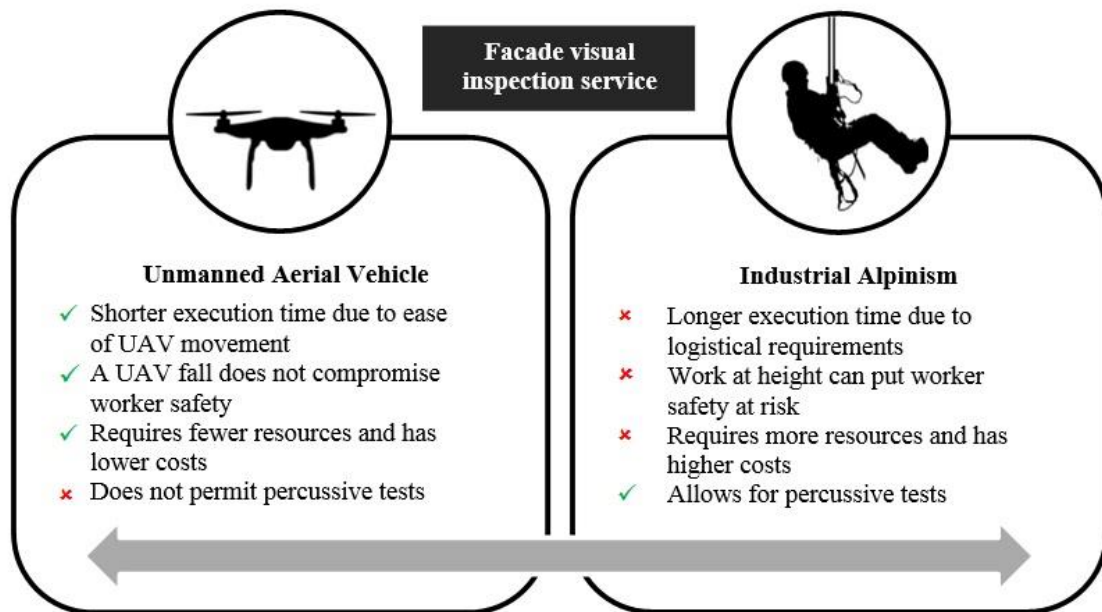 Facade visual
inspection service
Unmanned Aerial Vehicle
✓ Shorter execution time due to ease
of UAV movement
✓ A UAV fall does not compromise
worker safety
✓ Requires fewer resources and has
lower costs
✗ Does not permit percussive tests
Industrial Alpinism
✗ Longer execution time due to
logistical requirements
✗ Work at height can put worker
safety at risk
✗ Requires more resources and has
higher costs
✓ Allows for percussive tests